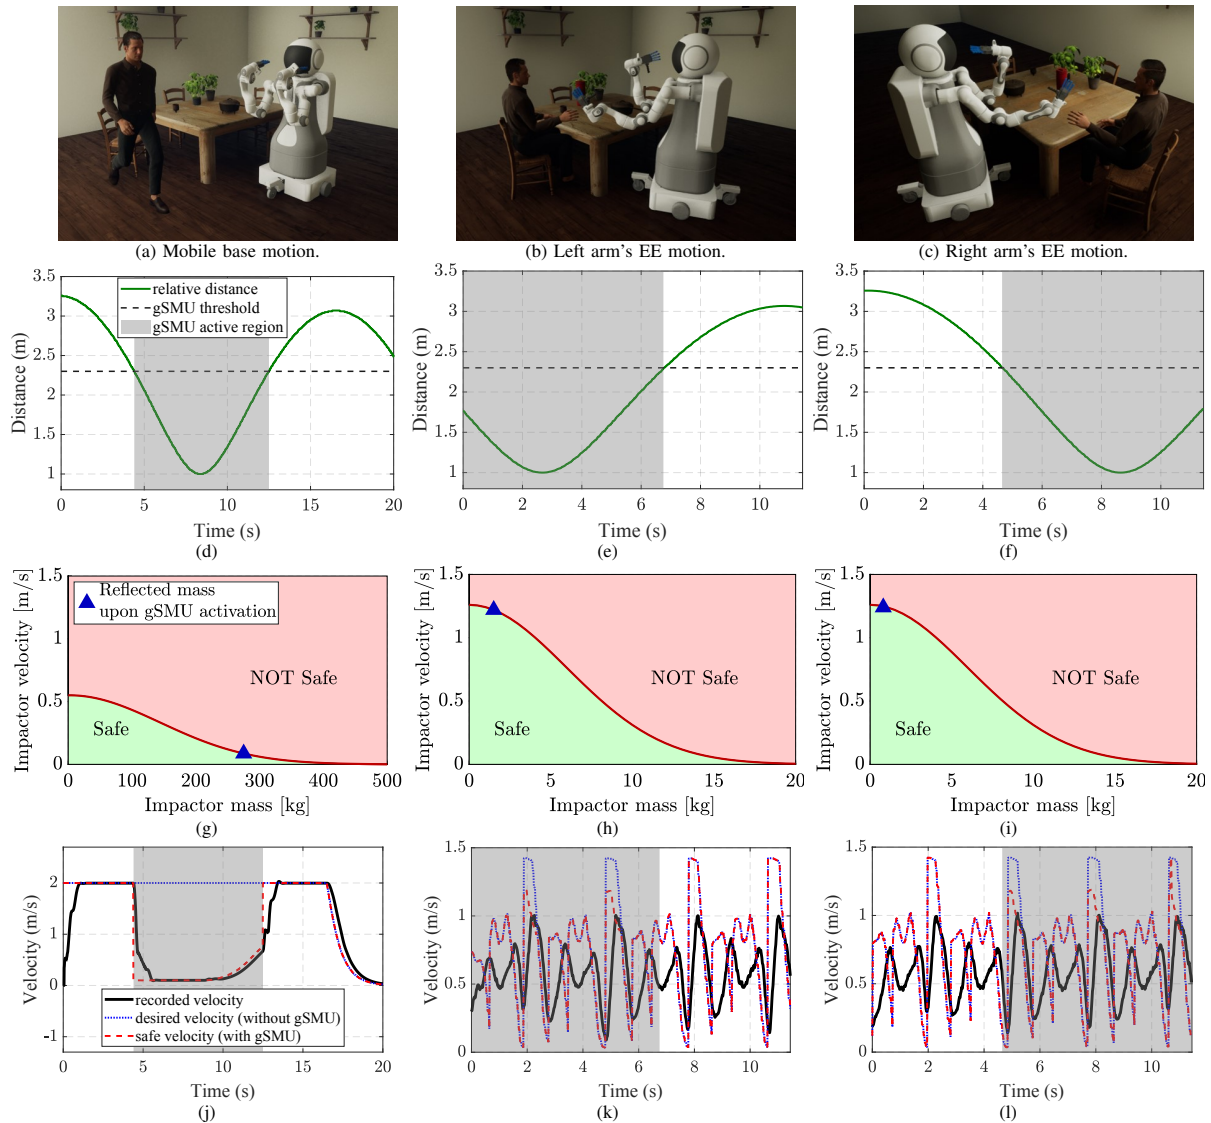 (a) Mobile base motion.
(b) Left arm's EE motion.
(c) Right arm's EE motion.
3.5
3
2.5
2
1.5
1
Distance (m)
relative distance
gSMU threshold
gSMU active region
0
5
10
15
20
Time (s)
(d)
3.5
3
2.5
2
1.5
1
Distance (m)
0
2
4
6
8
10
Time (s)
(e)
3.5
3
2.5
2
1.5
1
Distance (m)
0
2
4
6
8
10
Time (s)
(f)
1.5
1
0.5
0
Impactor velocity [m/s]
Reflected mass
upon gSMU activation
NOT Safe
Safe
0
100
200
300
400
500
Impactor mass [kg]
(g)
1.5
1
0.5
0
Impactor velocity [m/s]
NOT Safe
Safe
0
5
10
15
20
Impactor mass [kg]
(h)
1.5
1
0.5
0
Impactor velocity [m/s]
NOT Safe
Safe
0
5
10
15
20
Impactor mass [kg]
(i)
2
1
0
-1
Velocity (m/s)
recorded velocity
desired velocity (without gSMU)
safe velocity (with gSMU)
0
5
10
15
20
Time (s)
(j)
1.5
1
0.5
0
Velocity (m/s)
0
2
4
6
8
10
Time (s)
(k)
1.5
1
0.5
0
Velocity (m/s)
0
2
4
6
8
10
Time (s)
(l)